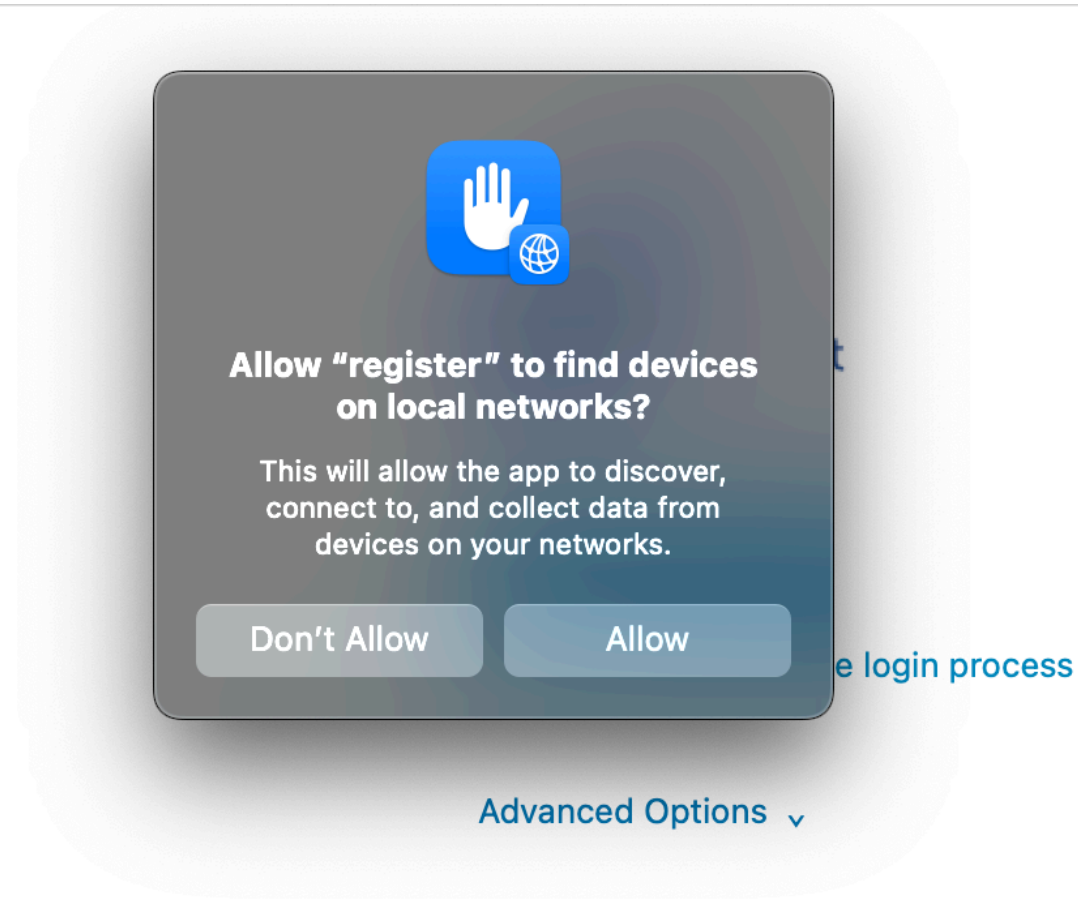 Allow “register” to find devices
on local networks?
This will allow the app to discover,
connect to, and collect data from
devices on your networks.
Don’t Allow
Allow
login process
Advanced Options